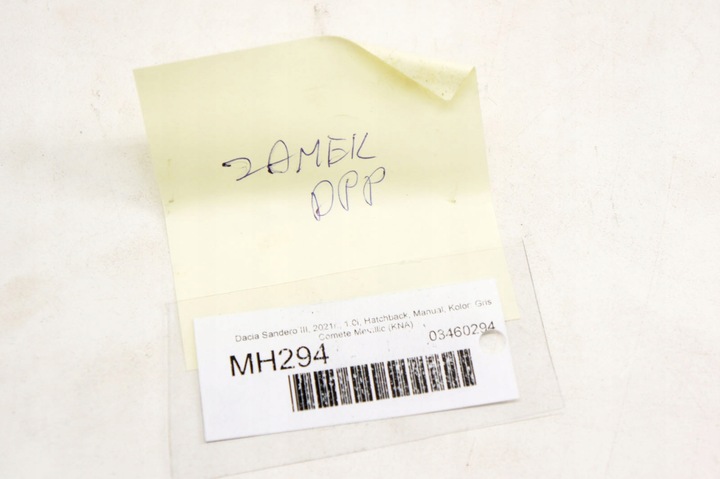 ZAMEK
DPP
Dacia Sandero III, 2021r., 1.0i, Hatchback, Manual, Kolor: Gris
Comete Metallic (KNA)
03460294
MH294